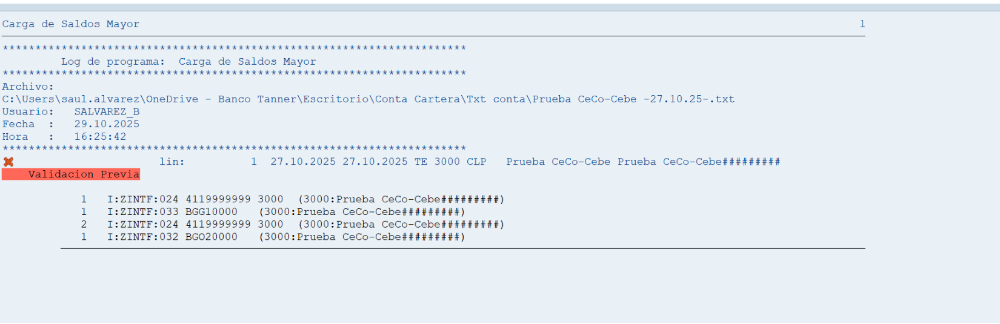 Carga de Saldos Mayor 1
***********************************************************************
Log de programa: Carga de Saldos Mayor
***********************************************************************
Archivo:
C:\Users\saul.alvarez\OneDrive - Banco Tanner\Escritorio\Conta Cartera\Txt conta\Prueba CeCo-Cebe -27.10.25-.txt
Usuario: SALVAREZ_B
Fecha : 29.10.2025
Hora : 16:25:42
***********************************************************************
lin: 1 27.10.2025 27.10.2025 TE 3000 CLP Prueba CeCo-Cebe Prueba CeCo-Cebe#########
Validacion Previa
1 I:ZINTF:024 4119999999 3000 (3000:Prueba CeCo-Cebe#########)
1 I:ZINTF:033 BGG10000 (3000:Prueba CeCo-Cebe#########)
2 I:ZINTF:024 4119999999 3000 (3000:Prueba CeCo-Cebe#########)
1 I:ZINTF:032 BGO20000 (3000:Prueba CeCo-Cebe#########)